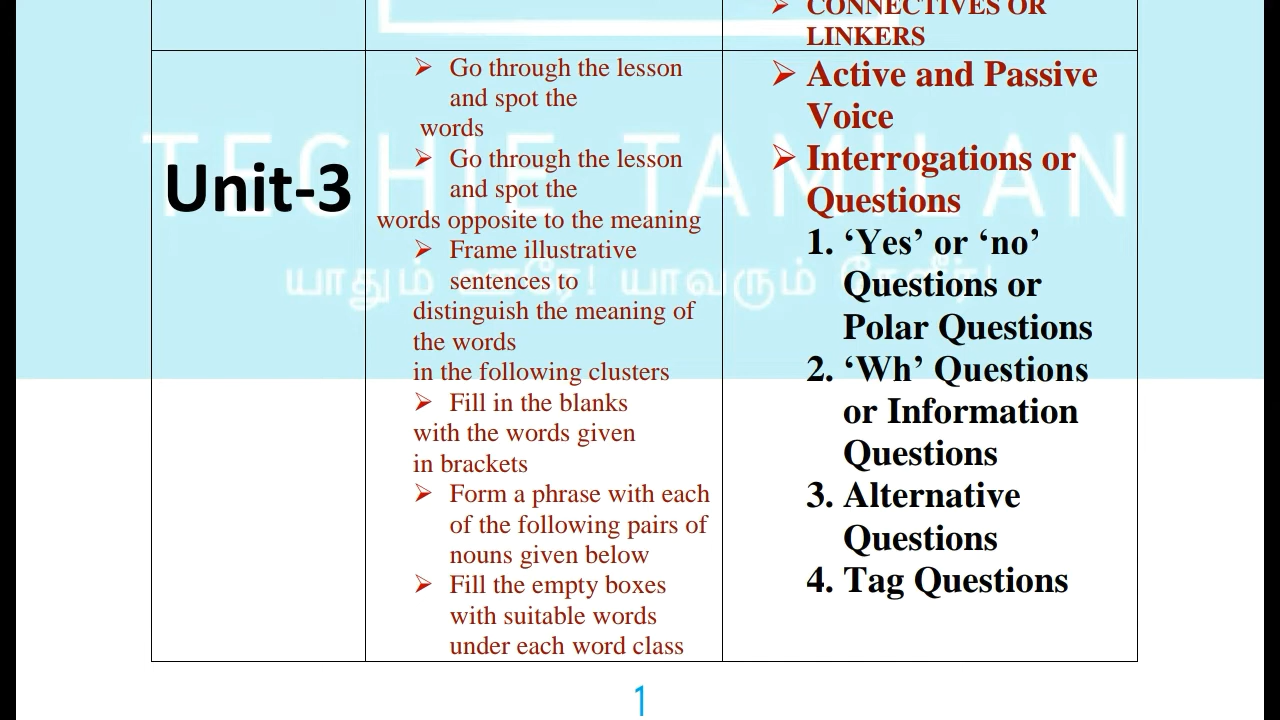 CONNECTIVES OR
LINKERS
Unit-3
➢ Go through the lesson
and spot the
words
➢ Go through the lesson
and spot the
words opposite to the meaning
➢ Frame illustrative
sentences to
distinguish the meaning of
the words
in the following clusters
➢ Fill in the blanks
with the words given
in brackets
➢ Form a phrase with each
of the following pairs of
nouns given below
➢ Fill the empty boxes
with suitable words
under each word class
➢ Active and Passive
Voice
➢ Interrogations or
Questions
1. ‘Yes’ or ‘no’
Questions or
Polar Questions
2. ‘Wh’ Questions
or Information
Questions
3. Alternative
Questions
4. Tag Questions
TECHIE TAMILAN
யாதும் ஊரே! யாவரும் கேளீர்!
1